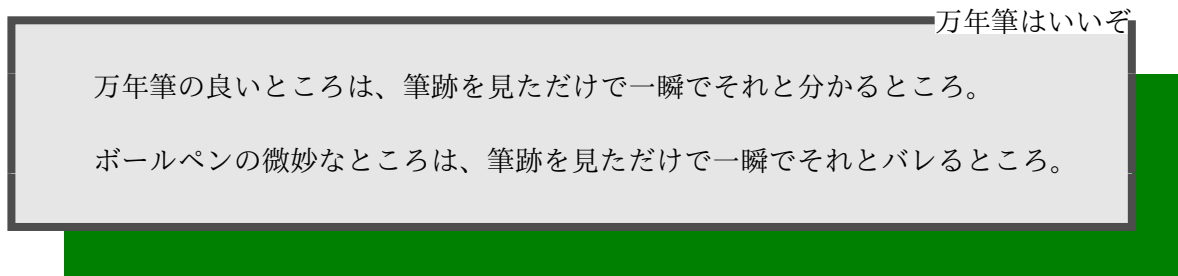 万年筆はいいぞ
万年筆の良いところは、筆跡を見ただけで一瞬でそれと分かるところ。
ボールペンの微妙なところは、筆跡を見ただけで一瞬でそれとバレるところ。